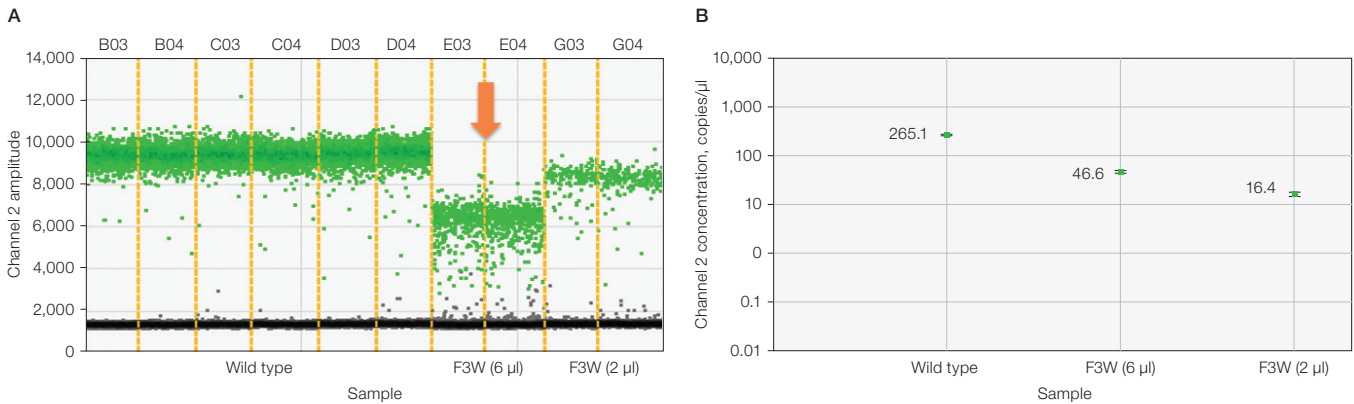 A
B03 B04 C03 C04 D03 D04 E03 E04 G03 G04
14,000
12,000
10,000
8,000
6,000
4,000
2,000
0
Channel 2 amplitude
Wild type F3W (6 µl) F3W (2 µl)
Sample
B
10,000
1,000
100
10
0
0.1
0.01
Channel 2 concentration, copies/µl
265.1
46.6
16.4
Wild type F3W (6 µl) F3W (2 µl)
Sample